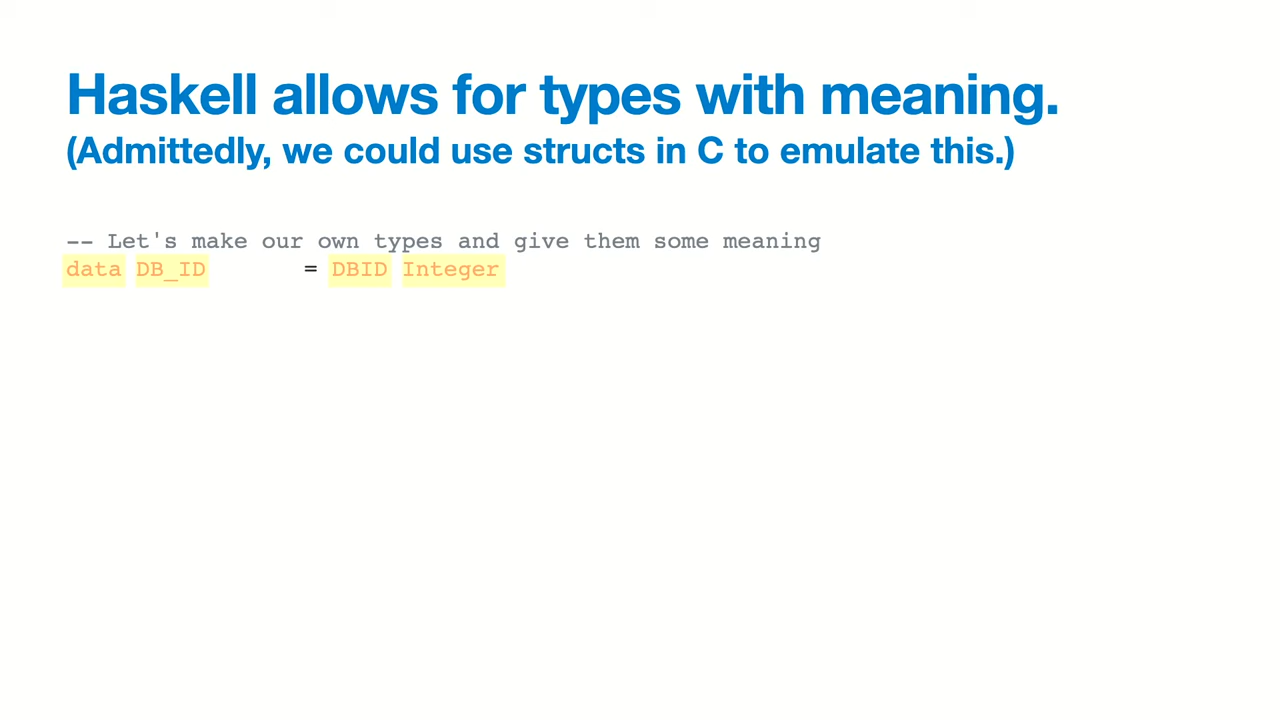 Haskell allows for types with meaning.
(Admittedly, we could use structs in C to emulate this.)
-- Let's make our own types and give them some meaning
data DB_ID       = DBID Integer